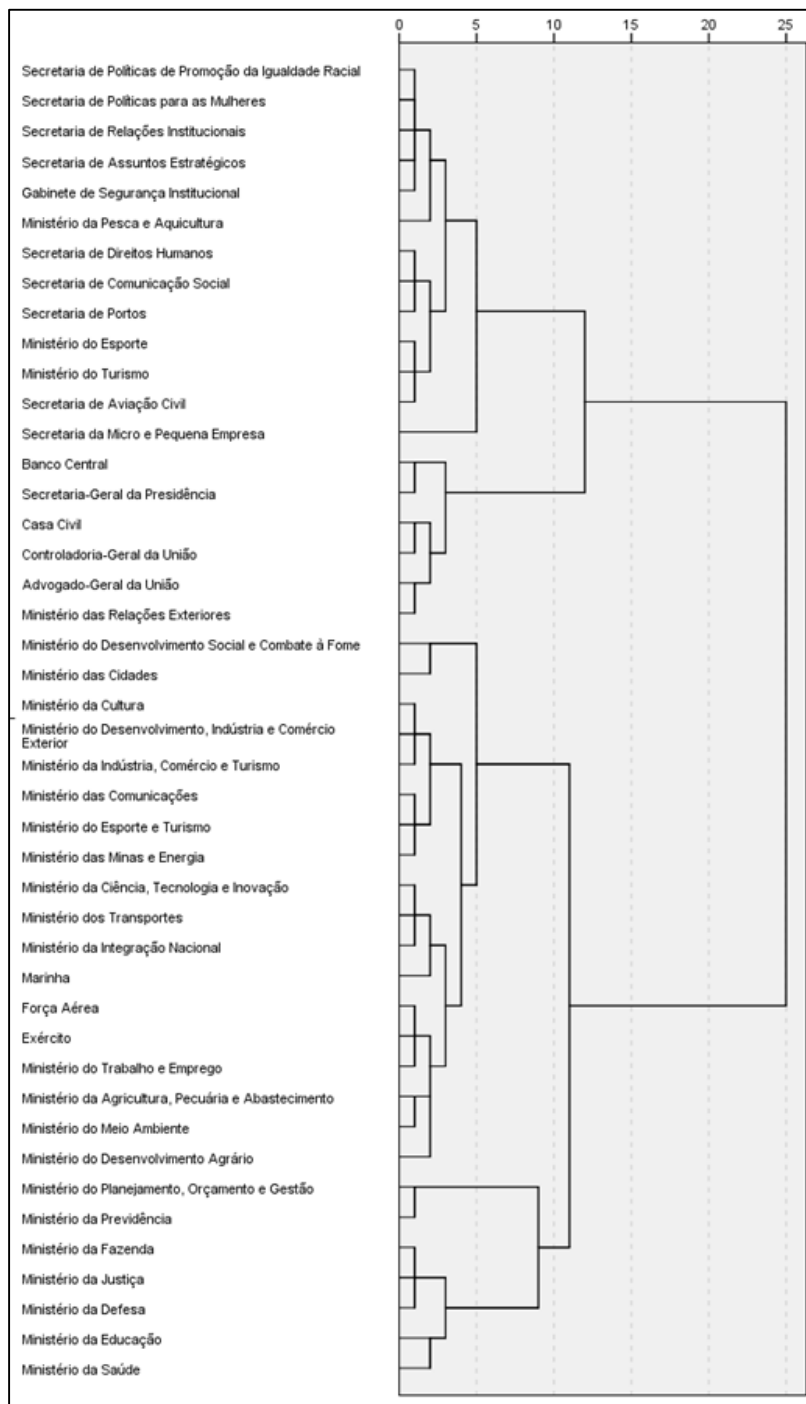 0 5 10 15 20 25
Secretaria de Políticas de Promoção da Igualdade Racial
Secretaria de Políticas para as Mulheres
Secretaria de Relações Institucionais
Secretaria de Assuntos Estratégicos
Gabinete de Segurança Institucional
Ministério da Pesca e Aquicultura
Secretaria de Direitos Humanos
Secretaria de Comunicação Social
Secretaria de Portos
Ministério do Esporte
Ministério do Turismo
Secretaria de Aviação Civil
Secretaria da Micro e Pequena Empresa
Banco Central
Secretaria-Geral da Presidência
Casa Civil
Controladoria-Geral da União
Advogado-Geral da União
Ministério das Relações Exteriores
Ministério do Desenvolvimento Social e Combate à Fome
Ministério das Cidades
Ministério da Cultura
Ministério do Desenvolvimento, Indústria e Comércio
Exterior
Ministério da Indústria, Comércio e Turismo
Ministério das Comunicações
Ministério do Esporte e Turismo
Ministério das Minas e Energia
Ministério da Ciência, Tecnologia e Inovação
Ministério dos Transportes
Ministério da Integração Nacional
Marinha
Força Aérea
Exército
Ministério do Trabalho e Emprego
Ministério da Agricultura, Pecuária e Abastecimento
Ministério do Meio Ambiente
Ministério do Desenvolvimento Agrário
Ministério do Planejamento, Orçamento e Gestão
Ministério da Previdência
Ministério da Fazenda
Ministério da Justiça
Ministério da Defesa
Ministério da Educação
Ministério da Saúde